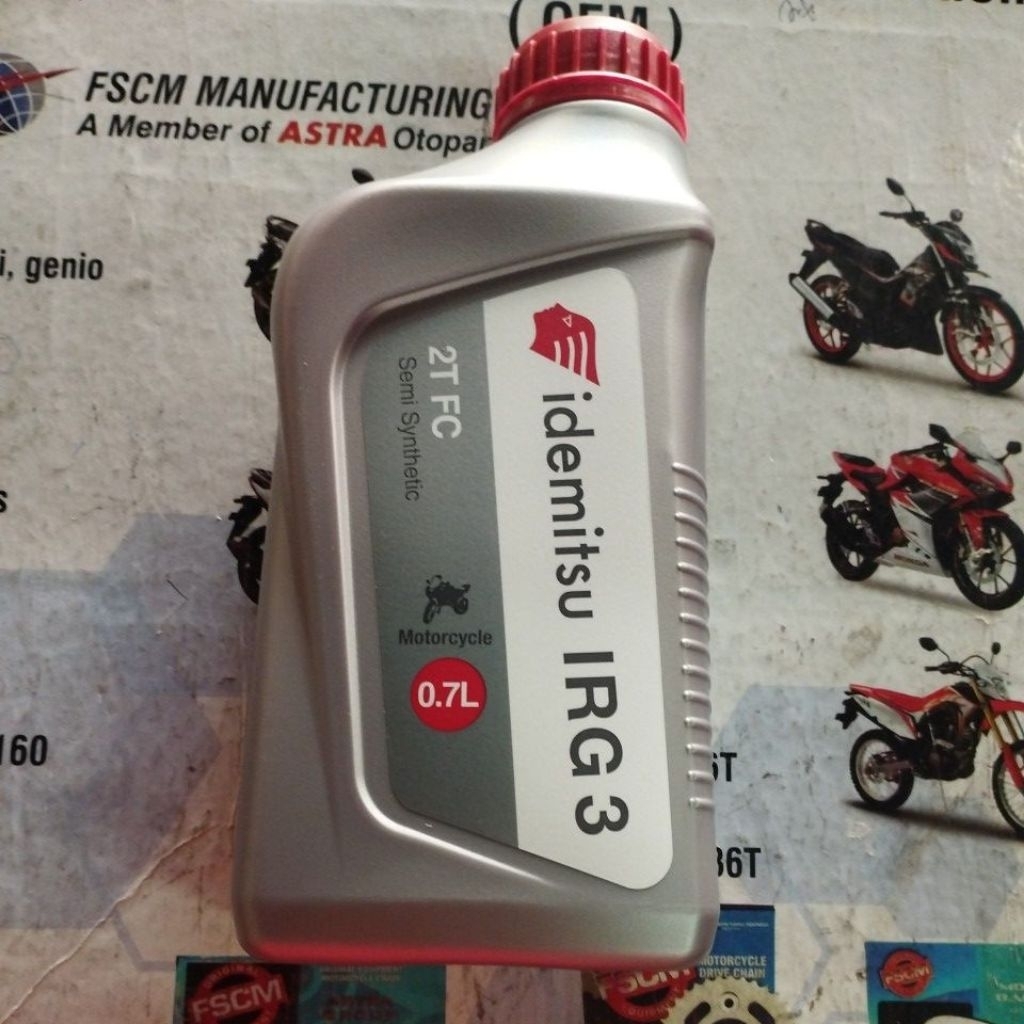 ( OEM )
FSCM MANUFACTURING
A Member of ASTRA Otopar
i, genio
idemitsu IRG 3
2T FC
Semi Synthetic
Motorcycle
0.7L
160
6T
36T
FSCM
FSCM
MOTORCYCLE
DRIVE CHAIN
FSCM